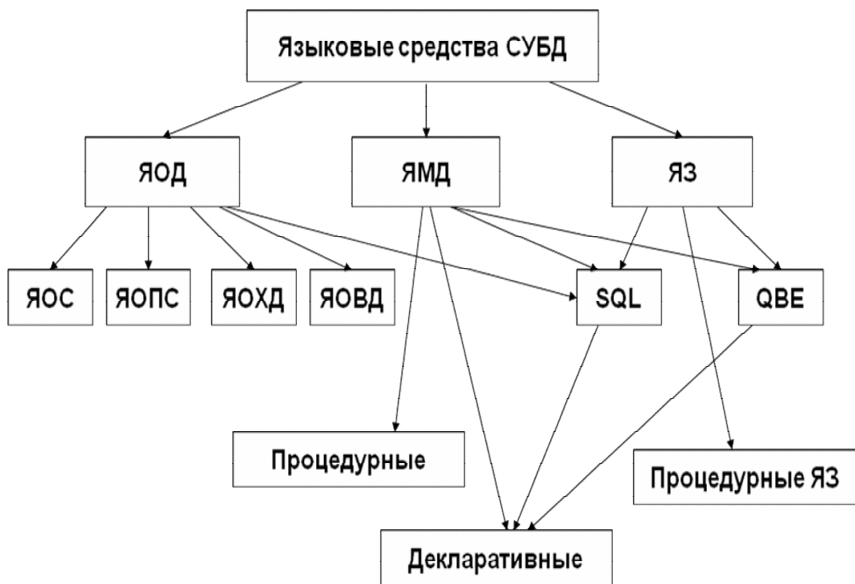 Языковые средства СУБД
ЯОД
ЯМД
ЯЗ
ЯОС
ЯОПС
ЯОХД
ЯОВД
SQL
QBE
Процедурные
Процедурные ЯЗ
Декларативные